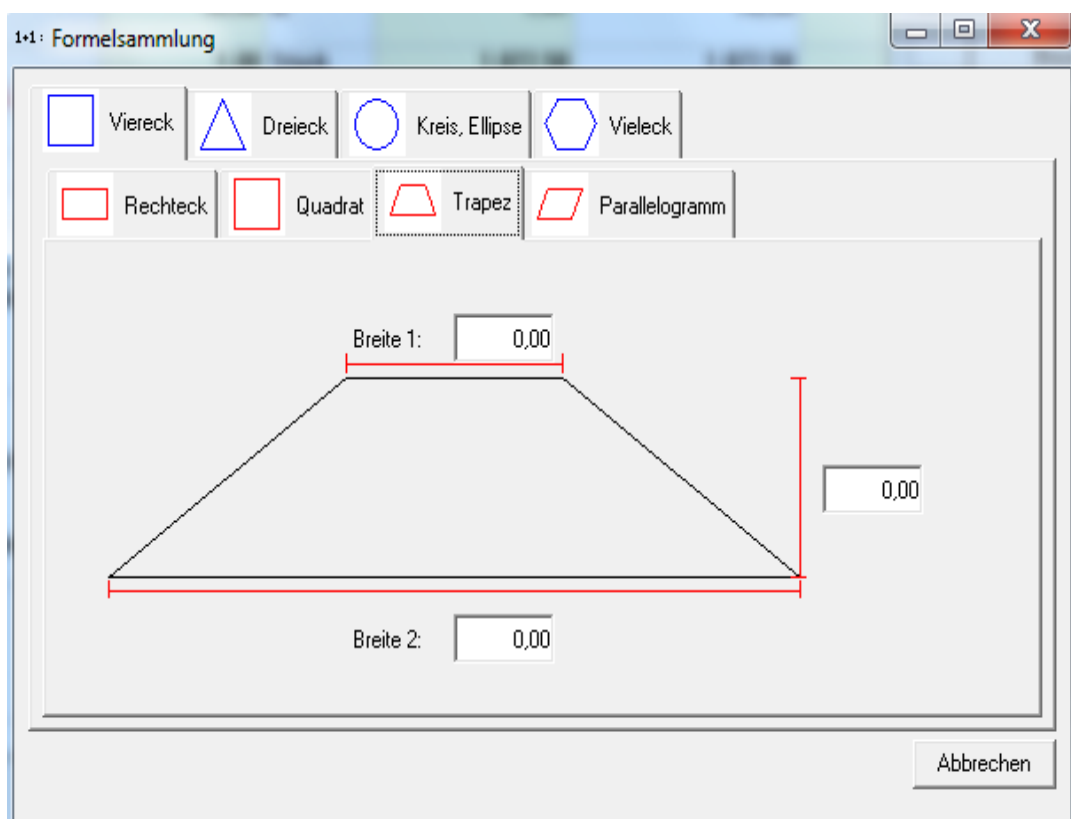 1+1: Formelsammlung
Viereck Dreieck Kreis, Ellipse Vieleck
Rechteck Quadrat Trapez Parallelogramm
Breite 1: 0,00
0,00
Breite 2: 0,00
Abbrechen